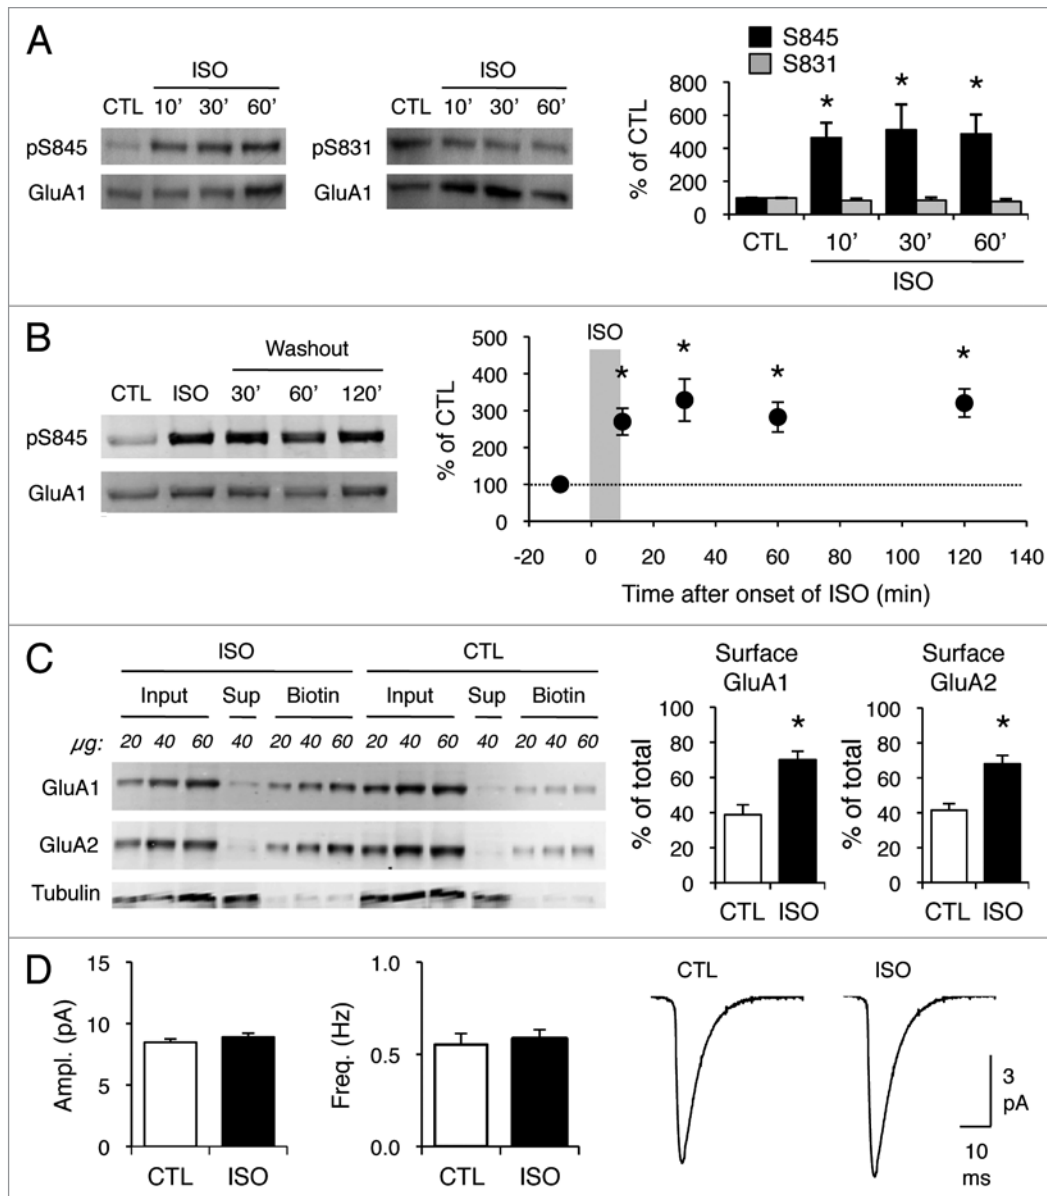 A
ISO
CTL 10' 30' 60'
pS845
GluA1
ISO
CTL 10' 30' 60'
pS831
GluA1
S845
S831
% of CTL
800
600
400
200
0
* * *
CTL 10' 30' 60'
ISO
B
Washout
CTL ISO 30' 60' 120'
pS845
GluA1
% of CTL
500
400
300
200
100
0
ISO
* * * *
-20 0 20 40 60 80 100 120 140
Time after onset of ISO (min)
C
ISO CTL
Input Sup Biotin Input Sup Biotin
µg: 20 40 60 40 20 40 60 20 40 60 40 20 40 60
GluA1
GluA2
Tubulin
Surface
GluA1
% of total
100
80
60
40
20
0
*
CTL ISO
Surface
GluA2
% of total
100
80
60
40
20
0
*
CTL ISO
D
Ampl. (pA)
15
10
5
0
CTL ISO
Freq. (Hz)
1.0
0.5
0.0
CTL ISO
CTL ISO
3
pA
10
ms